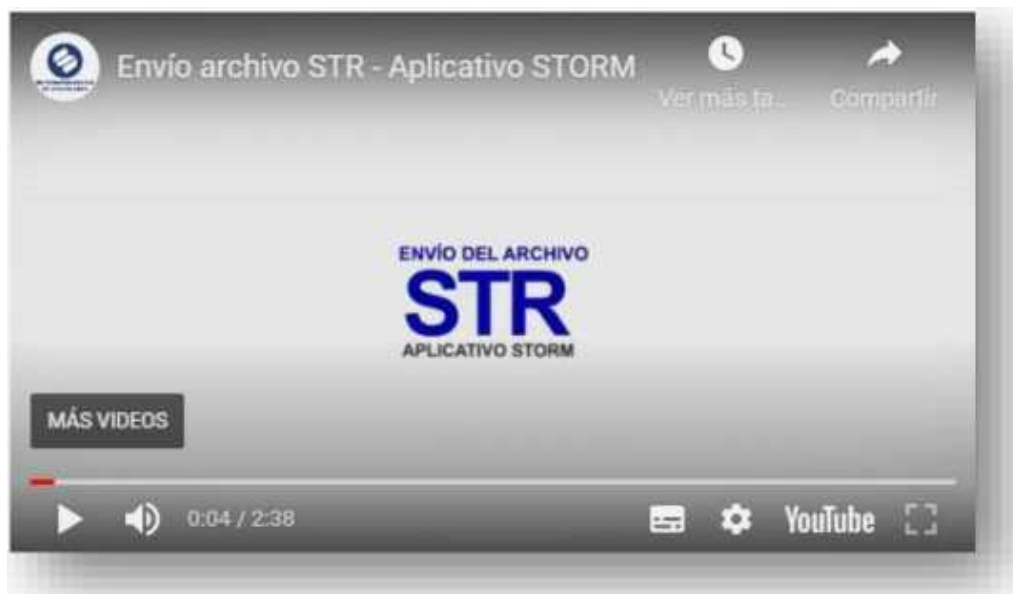 Envío archivo STR - Aplicativo STORM
Ver más ta...
Compartir
ENVÍO DEL ARCHIVO
STR
APLICATIVO STORM
MÁS VIDEOS
0:04 / 2:38
YouTube